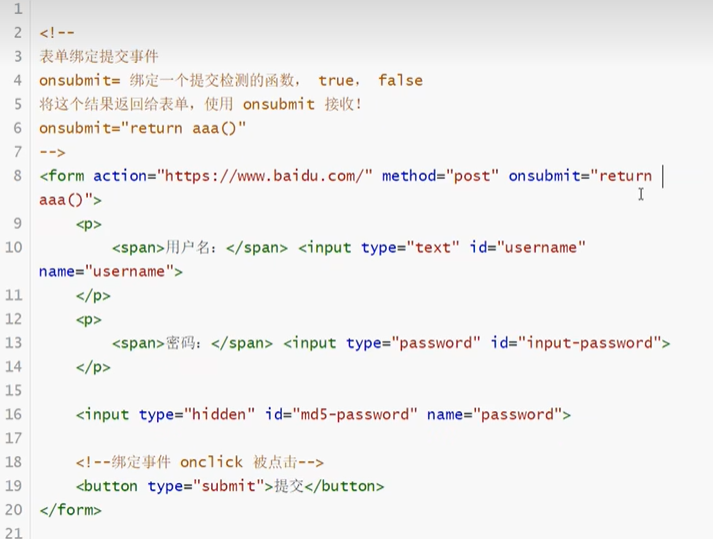 1
2 <!--
3 表单绑定提交事件
4 onsubmit= 绑定一个提交检测的函数， true， false
5 将这个结果返回给表单，使用 onsubmit 接收！
6 onsubmit="return aaa()"
7 -->
8 <form action="https://www.baidu.com/" method="post" onsubmit="return
aaa()">
9 <p>
10 <span>用户名：</span> <input type="text" id="username"
name="username">
11 </p>
12 <p>
13 <span>密码：</span> <input type="password" id="input-password">
14 </p>
15
16 <input type="hidden" id="md5-password" name="password">
17
18 <!--绑定事件 onclick 被点击-->
19 <button type="submit">提交</button>
20 </form>
21